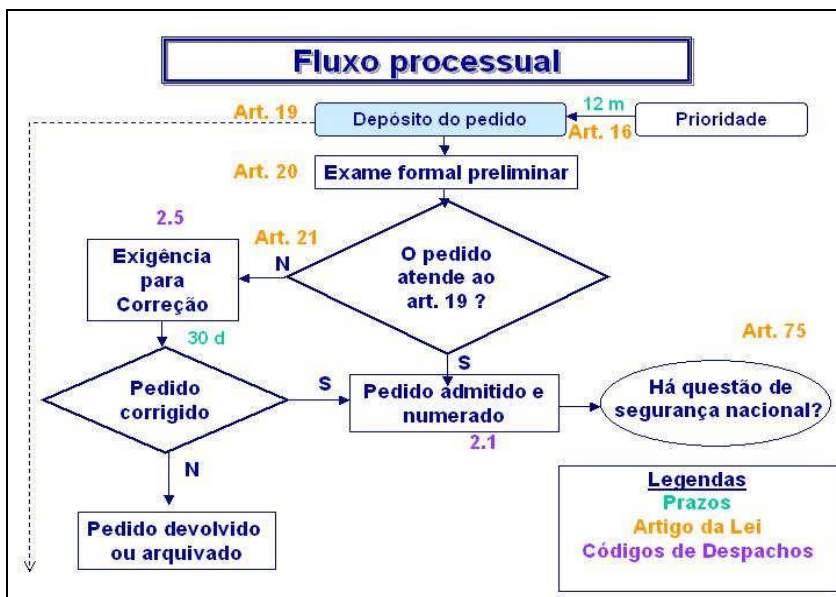 Fluxo processual
Art. 19
Depósito do pedido
12 m
Art. 16
Prioridade
Art. 20
Exame formal preliminar
2.5
Art. 21
N
Exigência
para
Correção
O pedido
atende ao
art. 19 ?
30 d
Art. 75
S
Pedido
corrigido
S
Pedido admitido e
numerado
2.1
Há questão de
segurança nacional?
N
Pedido devolvido
ou arquivado
Legendas
Prazos
Artigo da Lei
Códigos de Despachos